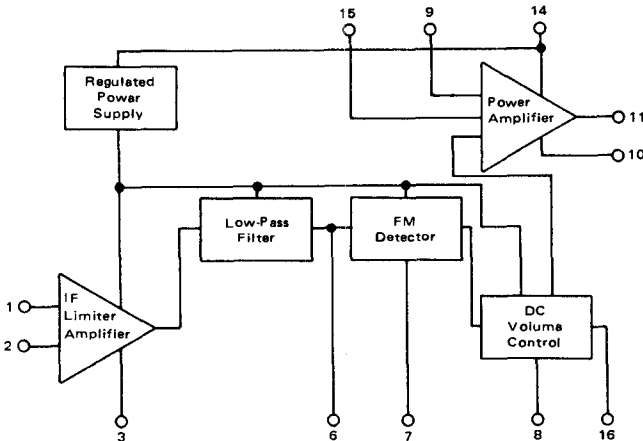 15
9
14
Regulated
Powar
Supply
Power
Amplifier
11
10
Low-Pass
Filter
FM
Detector
1
2
IF
Limiter
Amplifier
DC
Voluma
Control
3
6
7
8
16